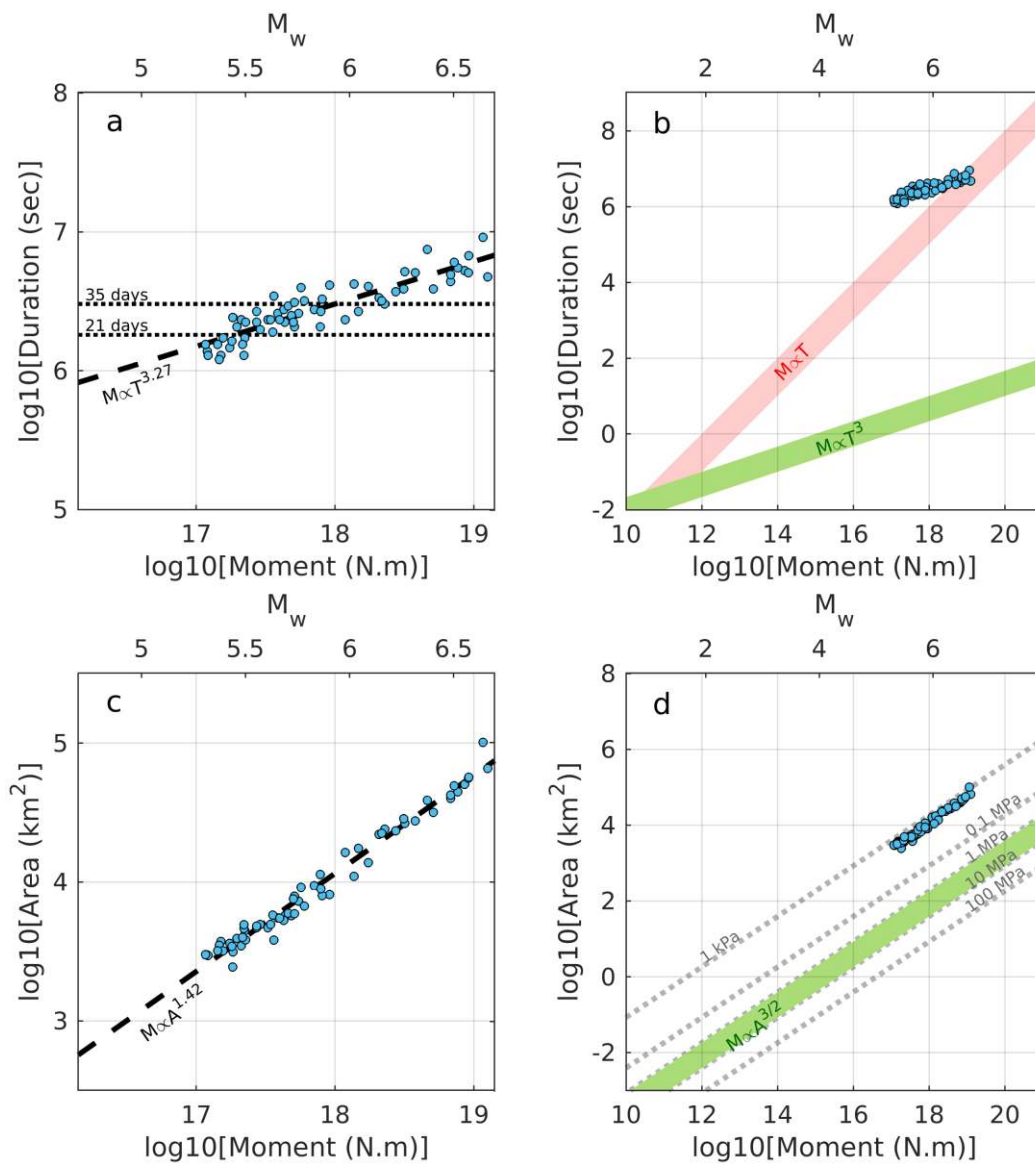 M_w
5 5.5 6 6.5
a
8
7
6
5
log10[Duration (sec)]
35 days
21 days
M∝T^3.27
17 18 19
log10[Moment (N.m)]
M_w
2 4 6
b
8
6
4
2
0
-2
log10[Duration (sec)]
M∝T
M∝T^3
10 12 14 16 18 20
log10[Moment (N.m)]
M_w
5 5.5 6 6.5
c
5
4
3
log10[Area (km^2)]
M∝A^1.42
17 18 19
log10[Moment (N.m)]
M_w
2 4 6
d
8
6
4
2
0
-2
log10[Area (km^2)]
1 kPa
0.1 MPa
1 MPa
10 MPa
100 MPa
M∝A^3/2
10 12 14 16 18 20
log10[Moment (N.m)]